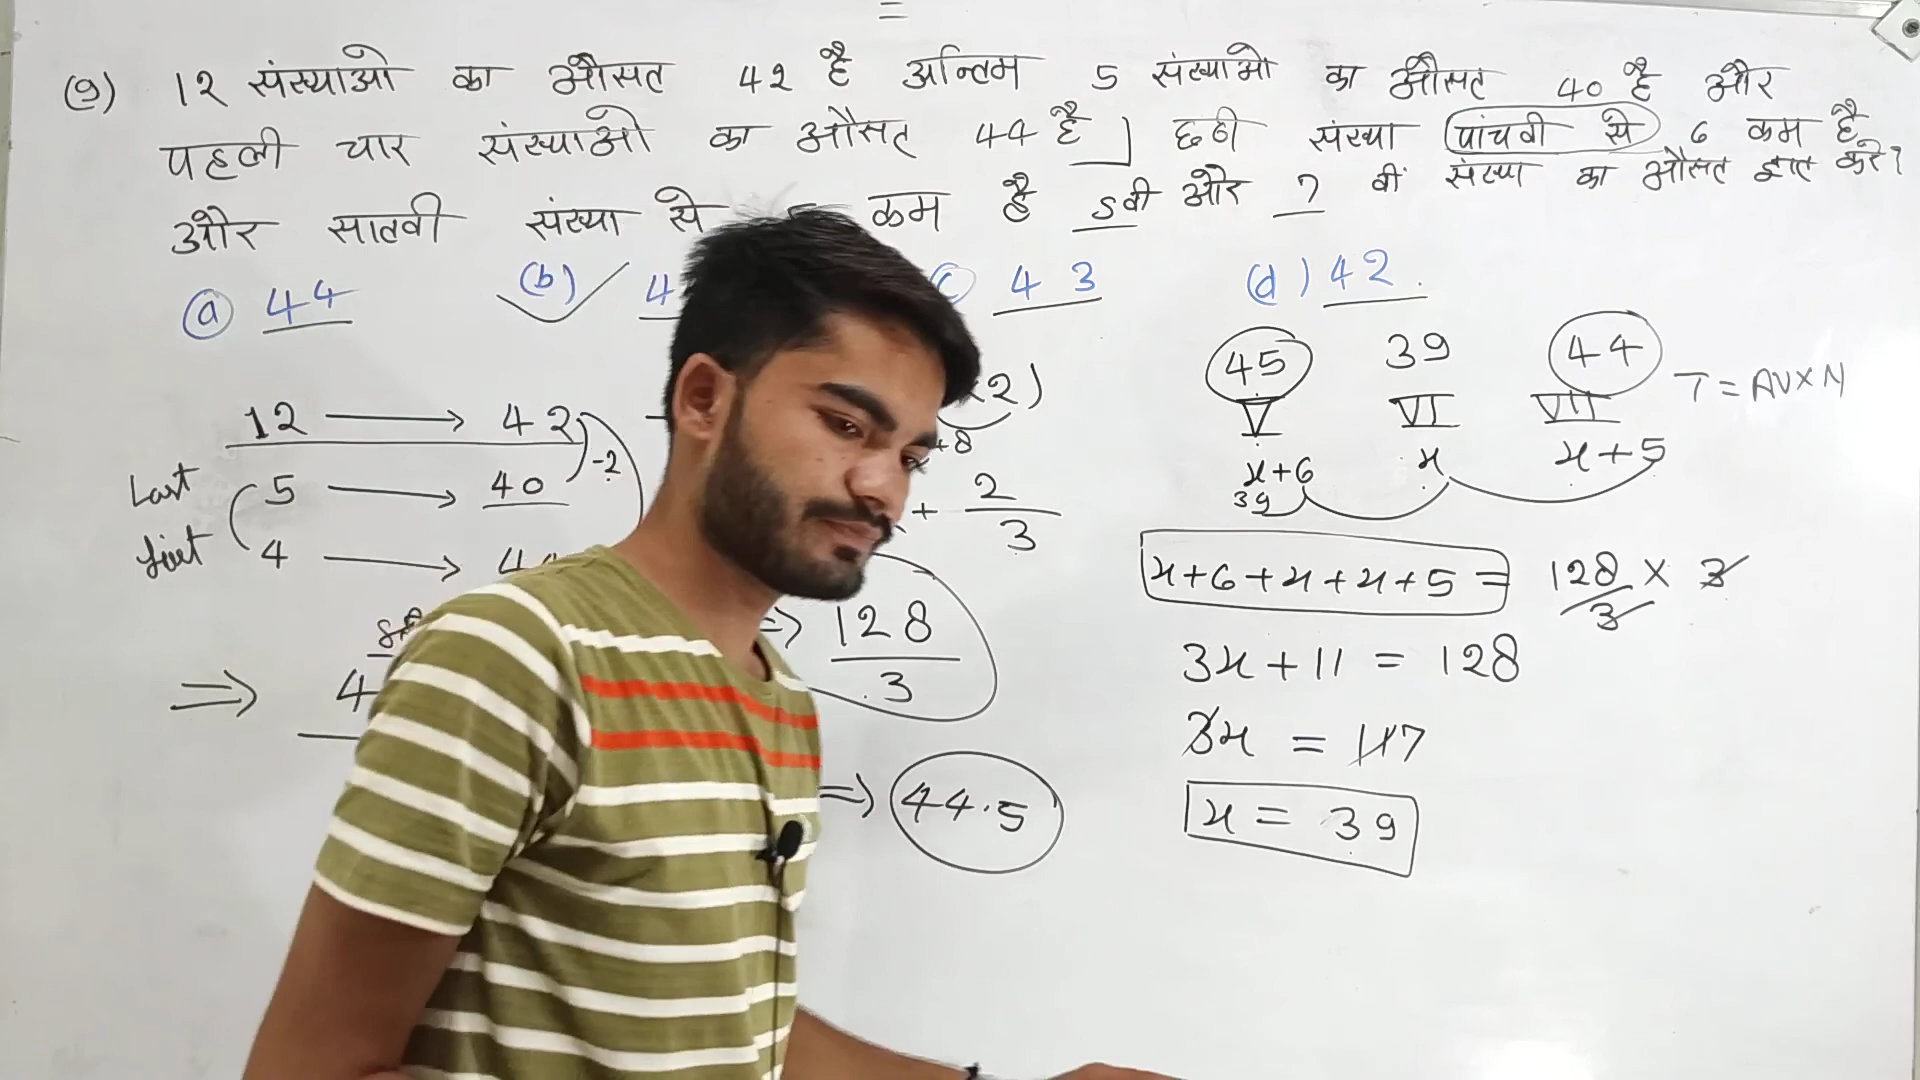 (9) 12 संख्याओ का औसत 42 है अन्तिम 5 संख्याओ का औसत 40 है और
पहली चार संख्याओ का औसत 44 है ] छठी संख्या पांचवी से 6 कम है
और सातवी संख्या से 5 कम है 5वी और 7 वीं संख्या का औसत ज्ञात करे?
(a) 44 (b) 4 (c) 43 (d) 42.
45 39 44
V VI VII T = AV×N
x+6 x x+5
39
12 → 42
-2
Last 5 → 40
first 4 → 4
2)
+8
+ 2/3
⇒ 4
⇒ 128/3
⇒ 44.5
x+6+x+x+5 = 128/3 × 3
3x+11 = 128
3x = 117
x = 39